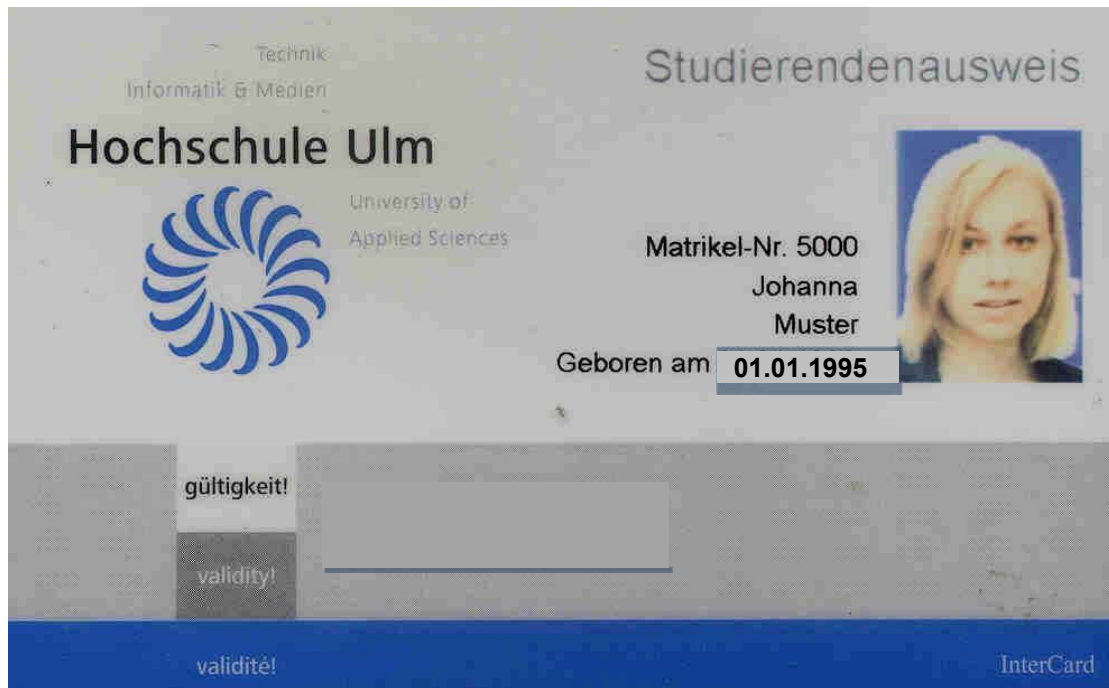 Technik
Informatik & Medien
Hochschule Ulm
University of
Applied Sciences
Studierendenausweis
Matrikel-Nr. 5000
Johanna
Muster
Geboren am 01.01.1995
gültigkeit!
validity!
validité!
InterCard